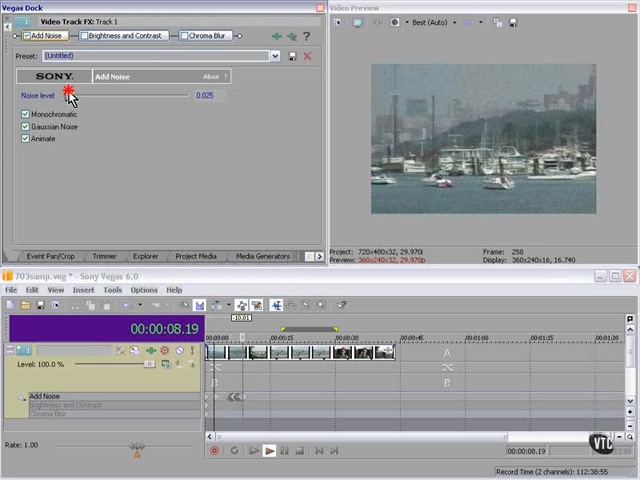 Vegas Dock
Video Track FX: Track 1
Add Noise
Brightness and Contrast
Chroma Blur
Preset: (Untitled)
SONY.
Add Noise
About ?
Noise level
0.025
Monochromatic
Gaussian Noise
Animate
Event Pan/Crop
Trimmer
Explorer
Project Media
Media Generators
Video Preview
Best (Auto)
Project: 720x480x32, 29.970i
Frame: 258
Preview: 360x240x32, 29.970p
Display: 360x240x16, 16.740
703samp.veg * - Sony Vegas 6.0
File Edit View Insert Tools Options Help
-10.01
00:00:08.19
00:00:00
00:00:15
00:00:30
00:00:45
00:01:00
00:01:15
00:01:30
Level: 100.0 %
A
B
B
Add Noise
Brightness and Contrast
Chroma Blur
Rate: 1.00
00:00:08.19
VTC
Record Time (2 channels): 112:38:55